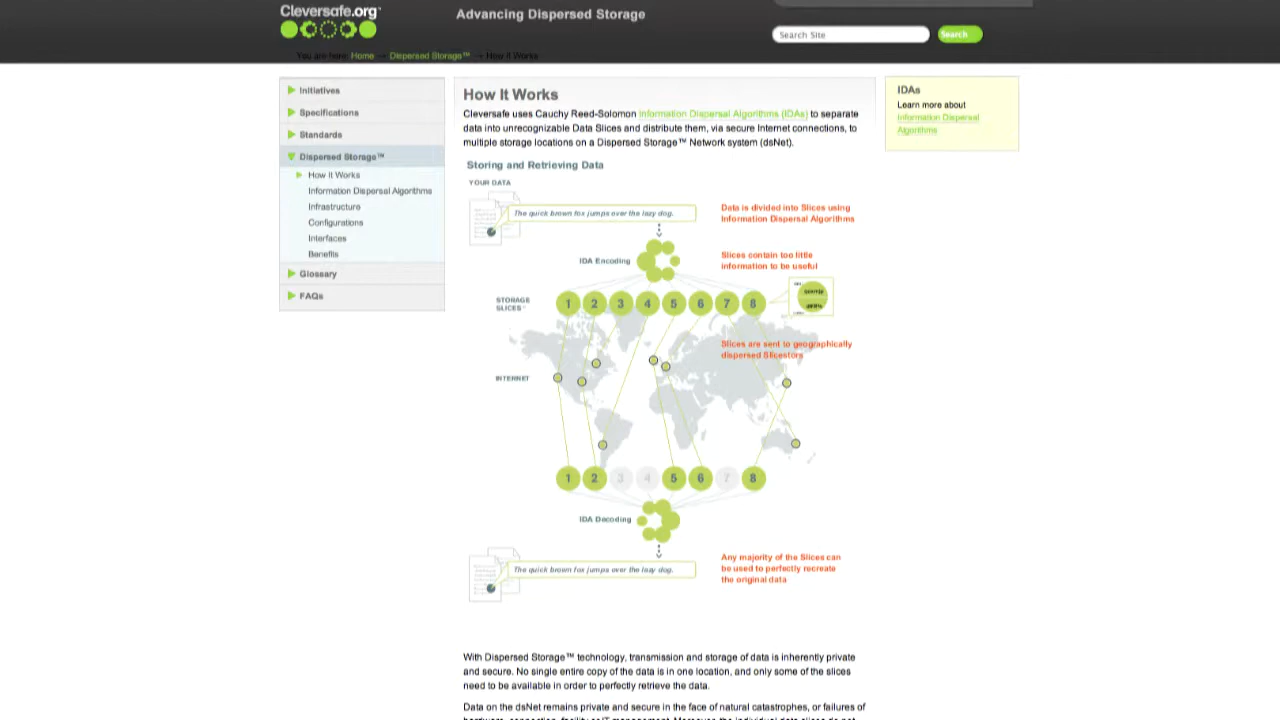 Cleversafe.org
Advancing Dispersed Storage
Search Site
Search
You are here: Home → Dispersed Storage™ → How It Works
Initiatives
Specifications
Standards
Dispersed Storage™
How It Works
Information Dispersal Algorithms
Infrastructure
Configurations
Interfaces
Benefits
Glossary
FAQs
How It Works
Cleversafe uses Cauchy Reed-Solomon Information Dispersal Algorithms (IDAs) to separate
data into unrecognizable Data Slices and distribute them, via secure Internet connections, to
multiple storage locations on a Dispersed Storage™ Network system (dsNet).
Storing and Retrieving Data
YOUR DATA
The quick brown fox jumps over the lazy dog.
Data is divided into Slices using
Information Dispersal Algorithms
IDA Encoding
Slices contain too little
information to be useful
STORAGE
SLICES™
1 2 3 4 5 6 7 8
Slices are sent to geographically
dispersed Slicestors
INTERNET
1 2 3 4 5 6 7 8
IDA Decoding
The quick brown fox jumps over the lazy dog.
Any majority of the Slices can
be used to perfectly recreate
the original data
With Dispersed Storage™ technology, transmission and storage of data is inherently private
and secure. No single entire copy of the data is in one location, and only some of the slices
need to be available in order to perfectly retrieve the data.
Data on the dsNet remains private and secure in the face of natural catastrophes, or failures of
IDAs
Learn more about
Information Dispersal
Algorithms